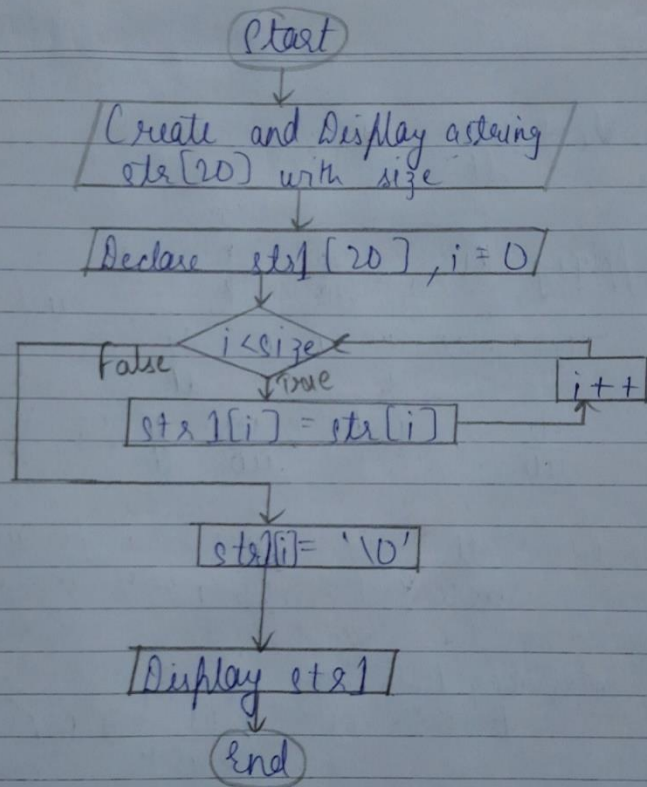 Start
Create and Display a string
str[20] with size
Declare str1[20], i = 0
i < size
False
True
i++
str1[i] = str[i]
str1[i] = '\0'
Display str1
End